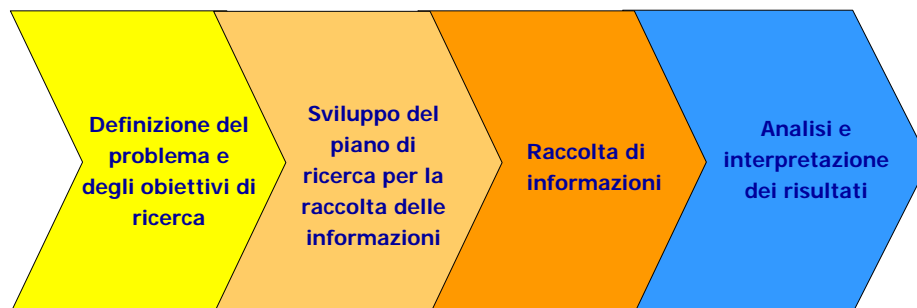 Definizione del
problema e
degli obiettivi di
ricerca
Sviluppo del
piano di
ricerca per la
raccolta delle
informazioni
Raccolta di
informazioni
Analisi e
interpretazione
dei risultati